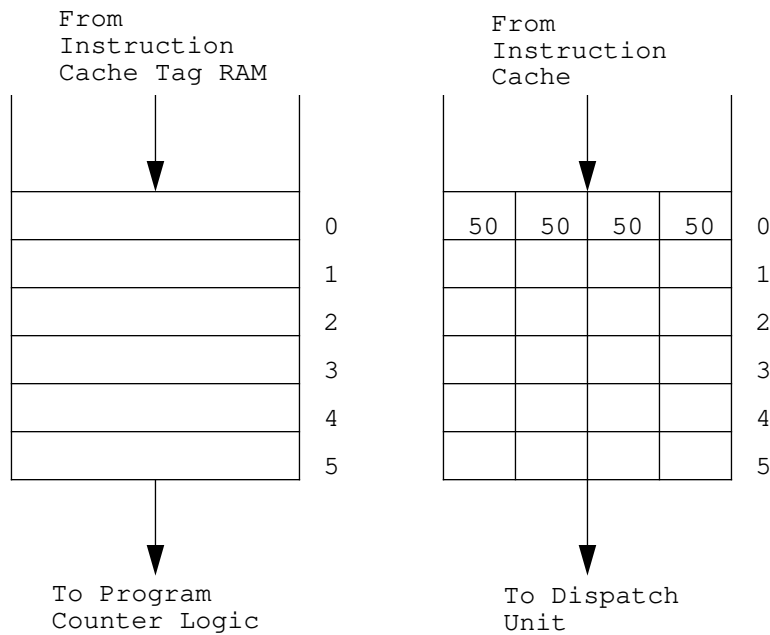 From
Instruction
Cache Tag RAM
From
Instruction
Cache
0
1
2
3
4
5
50 50 50 50 0
1
2
3
4
5
To Program
Counter Logic
To Dispatch
Unit